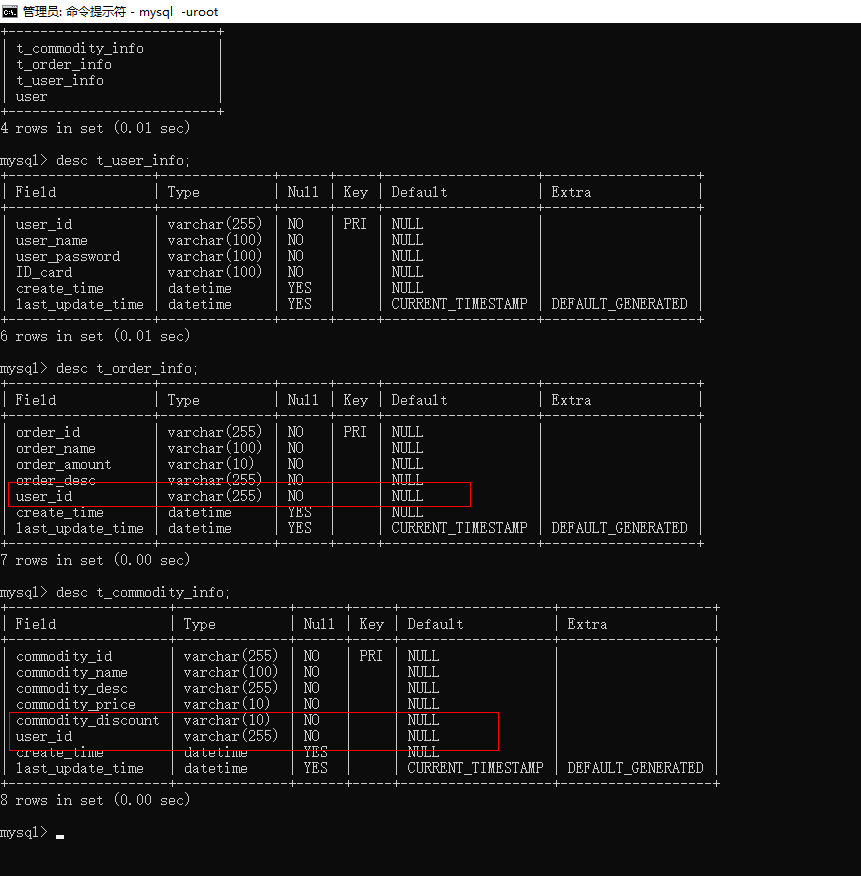 管理员: 命令提示符 - mysql  -uroot
+--------------------------+
| t_commodity_info         |
| t_order_info             |
| t_user_info              |
| user                     |
+--------------------------+
4 rows in set (0.01 sec)
mysql> desc t_user_info;
+------------------+--------------+------+-----+-------------------+-------------------+
| Field            | Type         | Null | Key | Default           | Extra             |
+------------------+--------------+------+-----+-------------------+-------------------+
| user_id          | varchar(255) | NO   | PRI | NULL              |                   |
| user_name        | varchar(100) | NO   |     | NULL              |                   |
| user_password    | varchar(100) | NO   |     | NULL              |                   |
| ID_card          | varchar(100) | NO   |     | NULL              |                   |
| create_time      | datetime     | YES  |     | NULL              |                   |
| last_update_time | datetime     | YES  |     | CURRENT_TIMESTAMP | DEFAULT_GENERATED |
+------------------+--------------+------+-----+-------------------+-------------------+
6 rows in set (0.01 sec)
mysql> desc t_order_info;
+------------------+--------------+------+-----+-------------------+-------------------+
| Field            | Type         | Null | Key | Default           | Extra             |
+------------------+--------------+------+-----+-------------------+-------------------+
| order_id         | varchar(255) | NO   | PRI | NULL              |                   |
| order_name       | varchar(100) | NO   |     | NULL              |                   |
| order_amount     | varchar(10)  | NO   |     | NULL              |                   |
| order_desc       | varchar(255) | NO   |     | NULL              |                   |
| user_id          | varchar(255) | NO   |     | NULL              |                   |
| create_time      | datetime     | YES  |     | NULL              |                   |
| last_update_time | datetime     | YES  |     | CURRENT_TIMESTAMP | DEFAULT_GENERATED |
+------------------+--------------+------+-----+-------------------+-------------------+
7 rows in set (0.00 sec)
mysql> desc t_commodity_info;
+--------------------+--------------+------+-----+-------------------+-------------------+
| Field              | Type         | Null | Key | Default           | Extra             |
+--------------------+--------------+------+-----+-------------------+-------------------+
| commodity_id       | varchar(255) | NO   | PRI | NULL              |                   |
| commodity_name     | varchar(100) | NO   |     | NULL              |                   |
| commodity_desc     | varchar(255) | NO   |     | NULL              |                   |
| commodity_price    | varchar(10)  | NO   |     | NULL              |                   |
| commodity_discount | varchar(10)  | NO   |     | NULL              |                   |
| user_id            | varchar(255) | NO   |     | NULL              |                   |
| create_time        | datetime     | YES  |     | NULL              |                   |
| last_update_time   | datetime     | YES  |     | CURRENT_TIMESTAMP | DEFAULT_GENERATED |
+--------------------+--------------+------+-----+-------------------+-------------------+
8 rows in set (0.00 sec)
mysql>